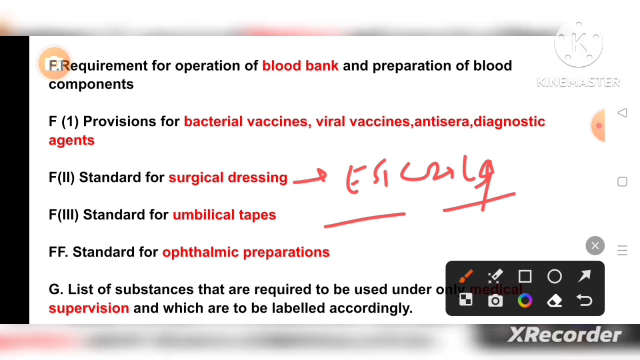 F.Requirement for operation of blood bank and preparation of blood
components
F (1) Provisions for bacterial vaccines, viral vaccines,antisera,diagnostic
agents
F(II) Standard for surgical dressing
F(III) Standard for umbilical tapes
FF. Standard for ophthalmic preparations
G. List of substances that are required to be used under only medical
supervision and which are to be labelled accordingly.
KINEMASTER
XRecorder